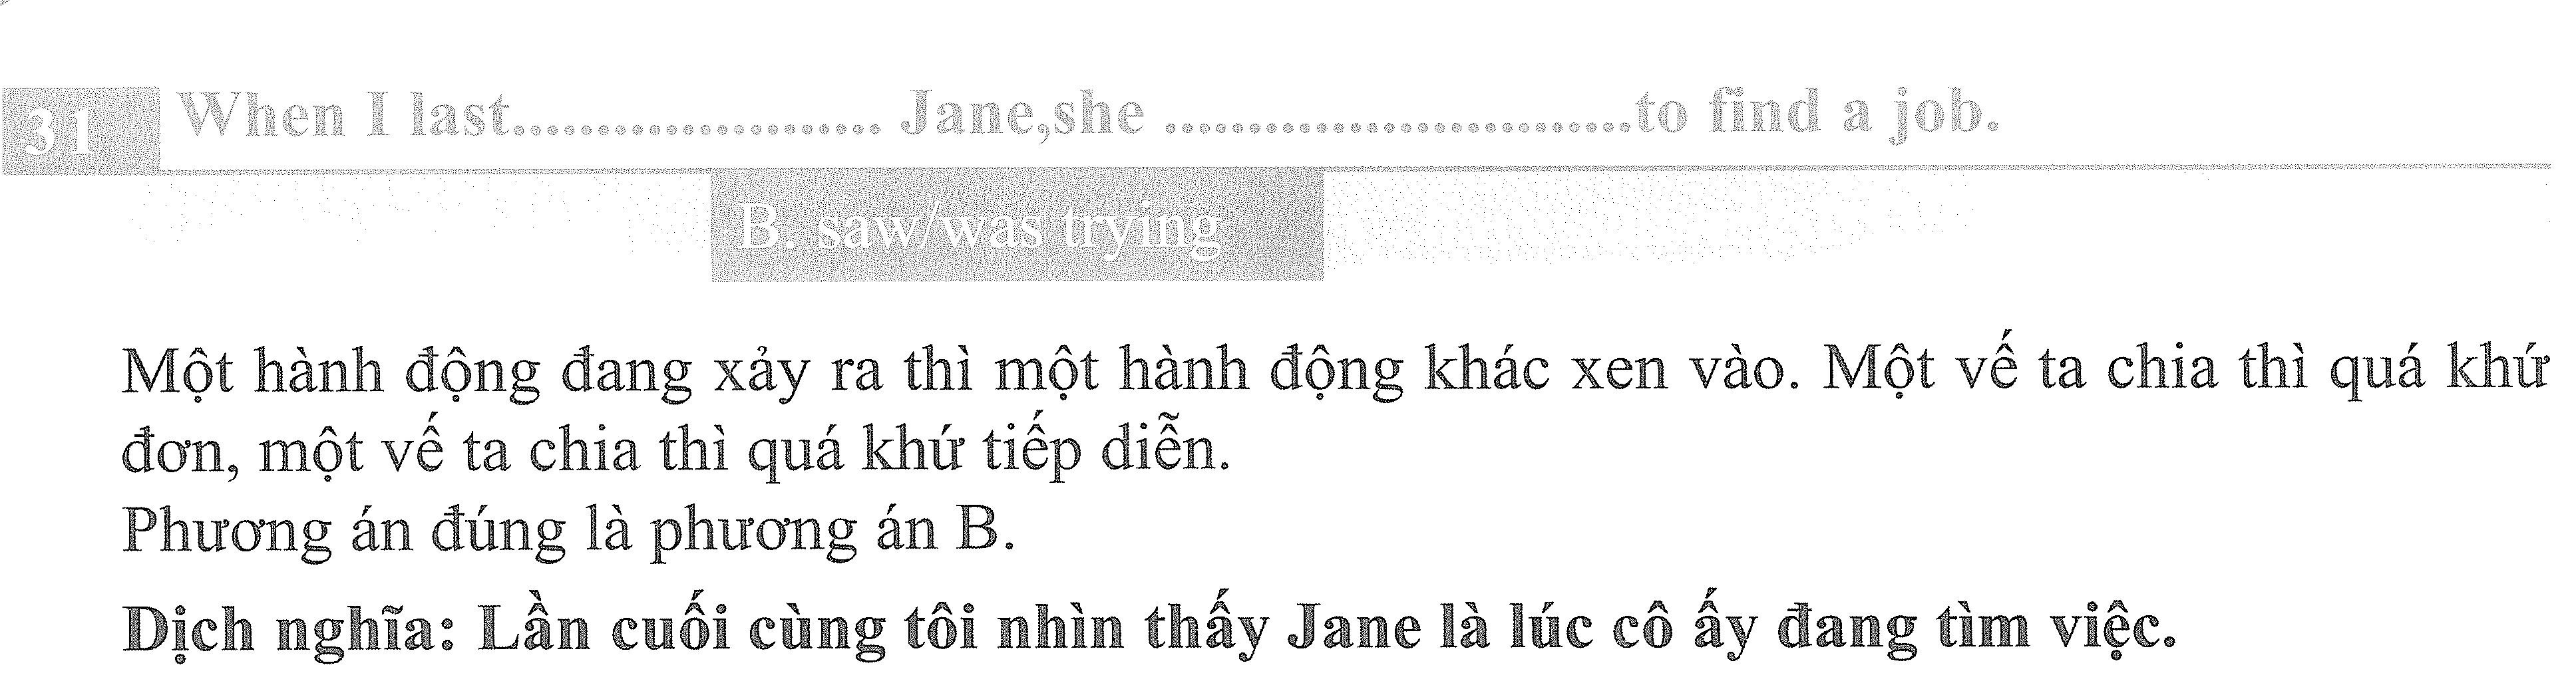 31 When I last...................... Jane,she ............................to find a job.
B. saw/was trying
Một hành động đang xảy ra thì một hành động khác xen vào. Một vế ta chia thì quá khứ
đơn, một vế ta chia thì quá khứ tiếp diễn.
Phương án đúng là phương án B.
Dịch nghĩa: Lần cuối cùng tôi nhìn thấy Jane là lúc cô ấy đang tìm việc.